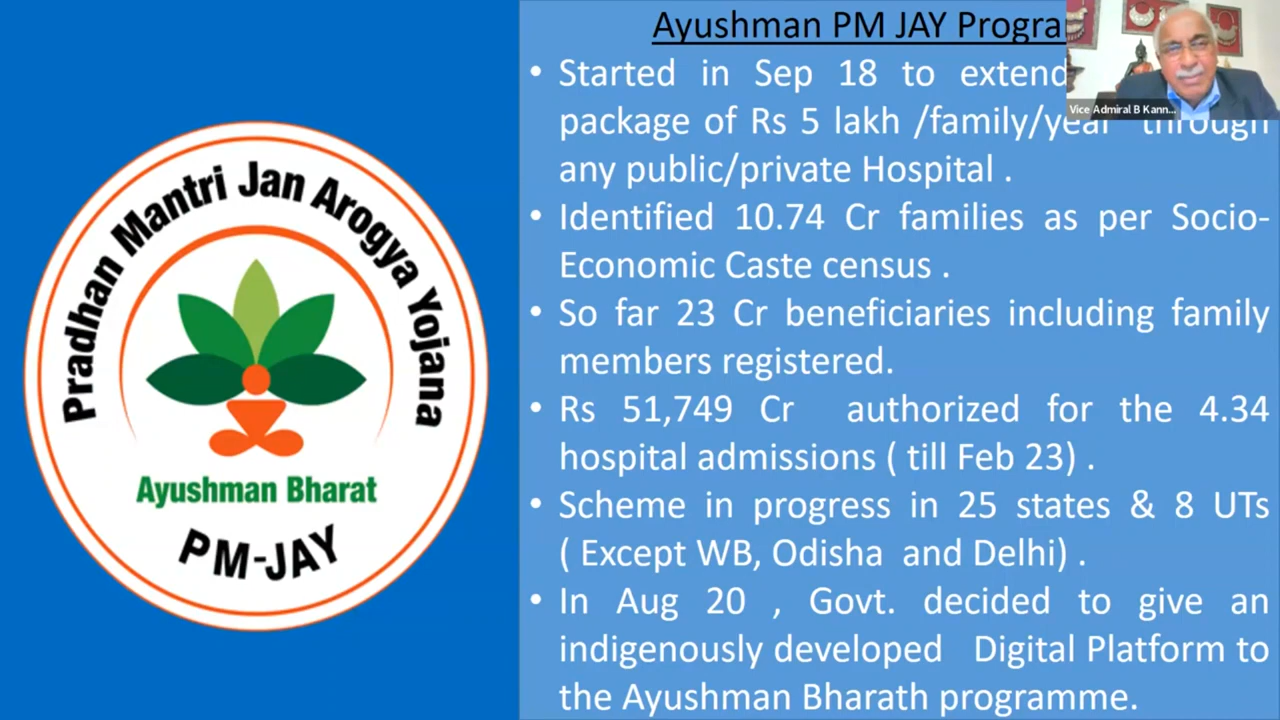 Pradhan Mantri Jan Arogya Yojana
Ayushman Bharat
PM-JAY
Ayushman PM JAY Progra
Vice Admiral B Kann...
• Started in Sep 18 to extend
package of Rs 5 lakh /family/year through
any public/private Hospital .
• Identified 10.74 Cr families as per Socio-
Economic Caste census .
• So far 23 Cr beneficiaries including family
members registered.
• Rs 51,749 Cr authorized for the 4.34
hospital admissions ( till Feb 23) .
• Scheme in progress in 25 states & 8 UTs
( Except WB, Odisha and Delhi) .
• In Aug 20 , Govt. decided to give an
indigenously developed Digital Platform to
the Ayushman Bharath programme.